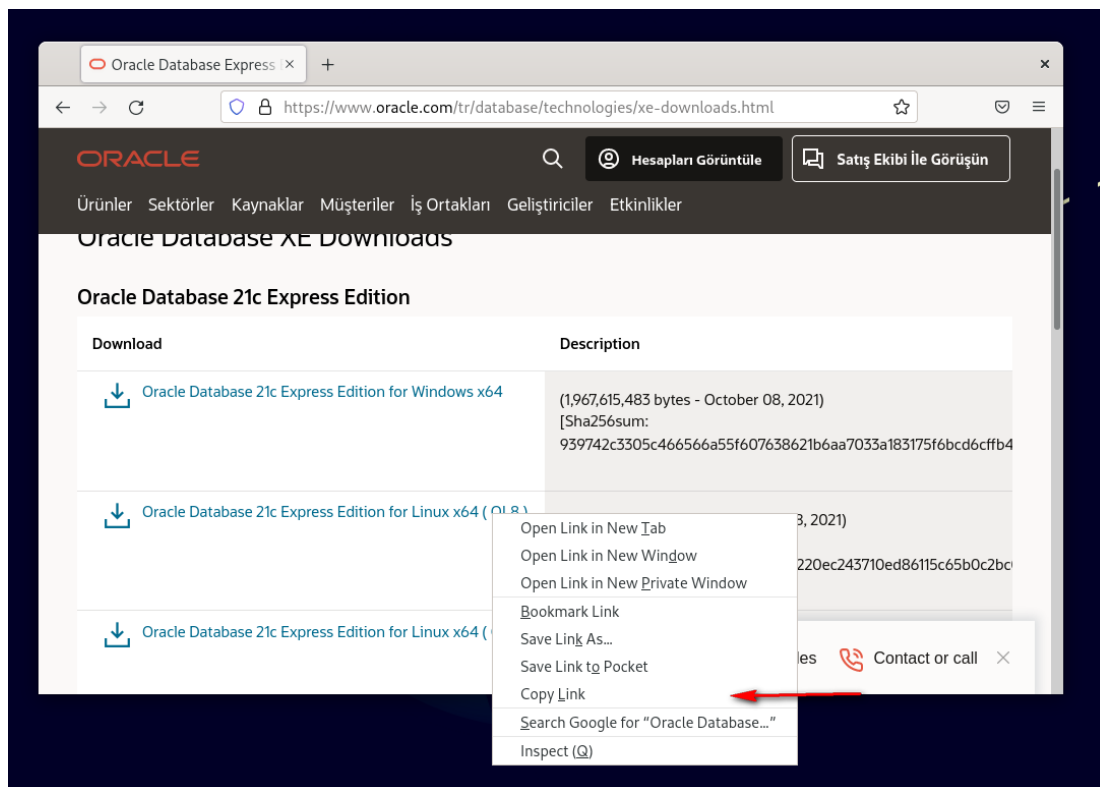 Oracle Database Express
https://www.oracle.com/tr/database/technologies/xe-downloads.html
ORACLE
Hesapları Görüntüle
Satış Ekibi İle Görüşün
Ürünler Sektörler Kaynaklar Müşteriler İş Ortakları Geliştiriciler Etkinlikler
Oracle Database XE Downloads
Oracle Database 21c Express Edition
Download Description
Oracle Database 21c Express Edition for Windows x64
(1,967,615,483 bytes - October 08, 2021)
[Sha256sum:
939742c3305c466566a55f607638621b6aa7033a183175f6bcd6cffb4
Oracle Database 21c Express Edition for Linux x64 ( OL8 )
, 2021)
220ec243710ed86115c65b0c2bc
Oracle Database 21c Express Edition for Linux x64 (
Open Link in New Tab
Open Link in New Window
Open Link in New Private Window
Bookmark Link
Save Link As...
Save Link to Pocket
Copy Link
Search Google for “Oracle Database...”
Inspect (Q)
Contact or call